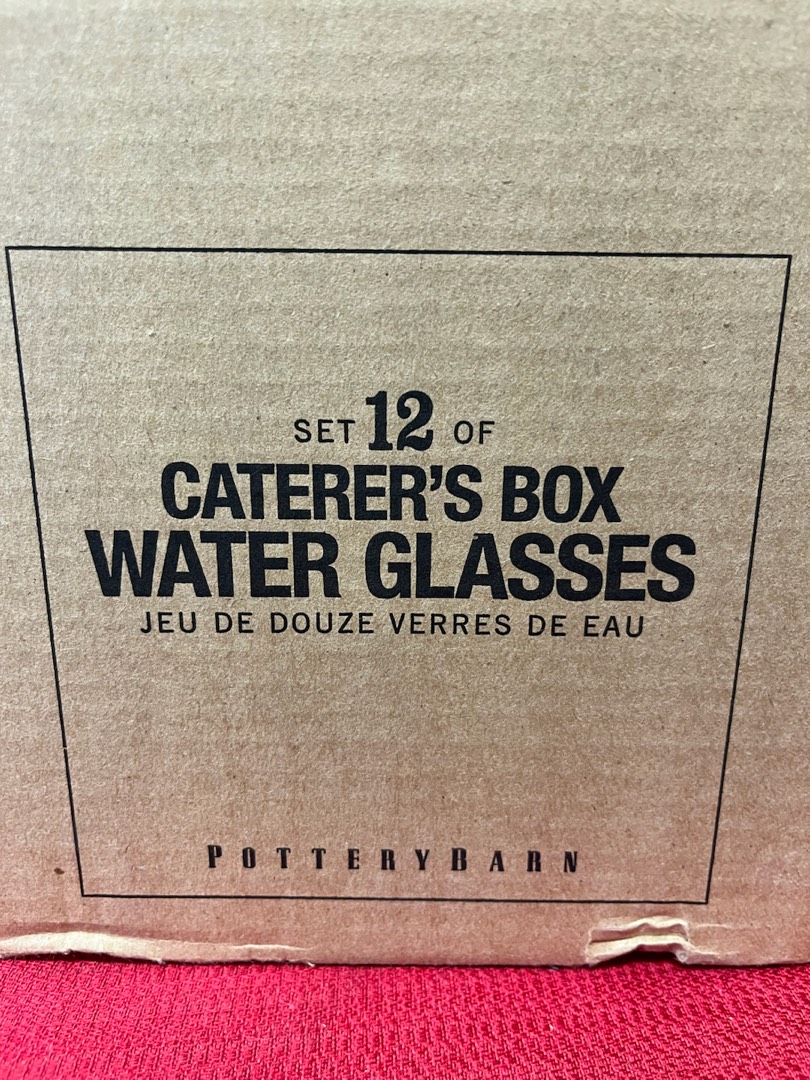 SET 12 OF
CATERER'S BOX
WATER GLASSES
JEU DE DOUZE VERRES DE EAU
POTTERYBARN